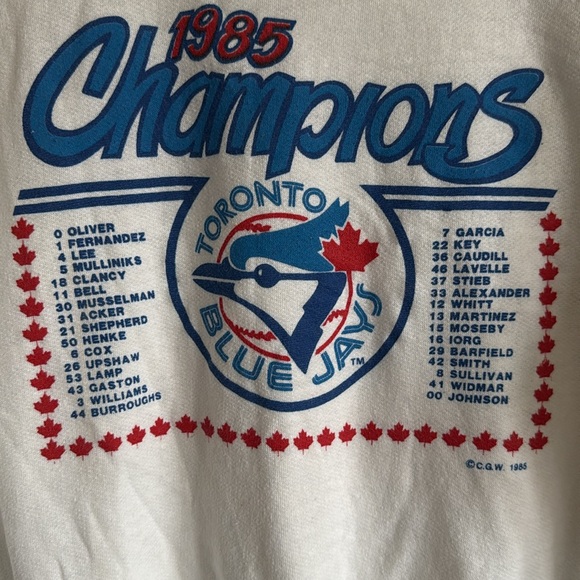 1985
Champions
TORONTO
BLUE JAYS
TM
0 OLIVER
1 FERNANDEZ
4 LEE
5 MULLINIKS
18 CLANCY
11 BELL
30 MUSSELMAN
31 ACKER
21 SHEPHERD
50 HENKE
6 COX
26 UPSHAW
53 LAMP
43 GASTON
3 WILLIAMS
44 BURROUGHS
7 GARCIA
22 KEY
36 CAUDILL
46 LAVELLE
37 STIEB
33 ALEXANDER
12 WHITT
13 MARTINEZ
15 MOSEBY
16 IORG
29 BARFIELD
42 SMITH
8 SULLIVAN
41 WIDMAR
00 JOHNSON
©C.G.W. 1985